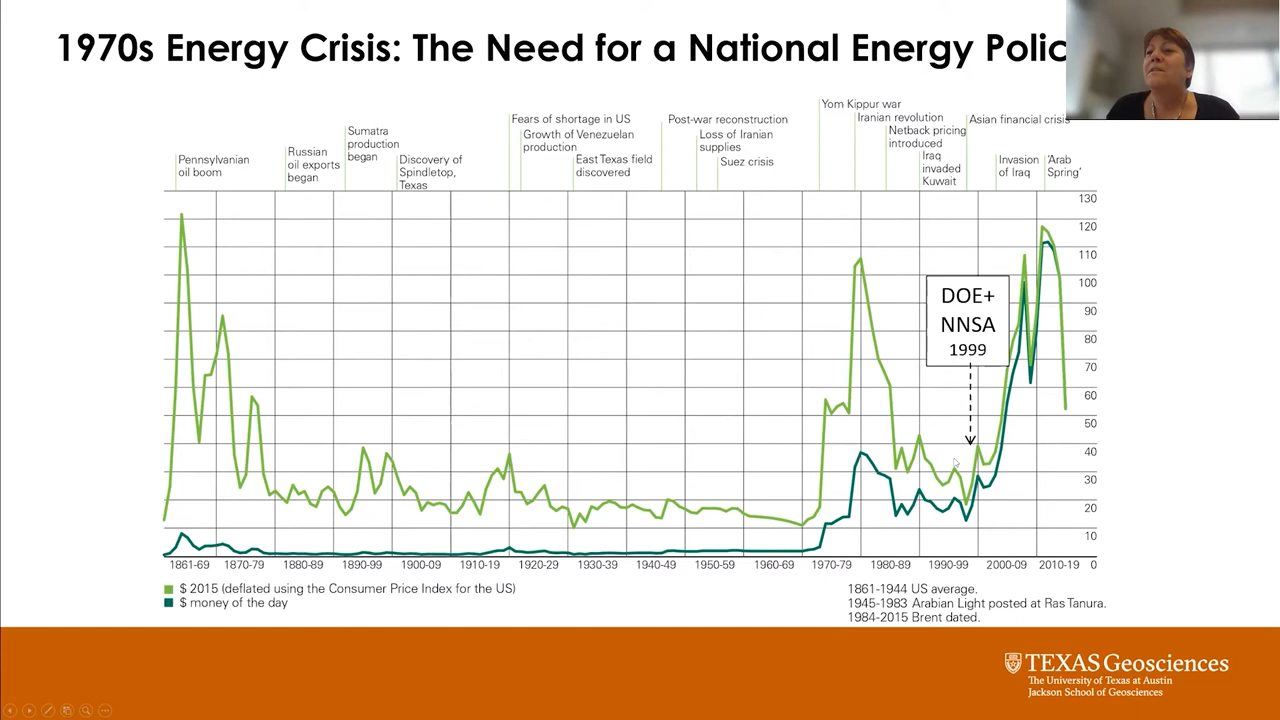 1970s Energy Crisis: The Need for a National Energy Polic
Yom Kippur war
Fears of shortage in US
Post-war reconstruction
Iranian revolution
Asian financial crisis
Sumatra
production
began
Growth of Venezuelan
production
Loss of Iranian
supplies
Netback pricing
introduced
Pennsylvanian
oil boom
Russian
oil exports
began
Discovery of
Spindletop,
Texas
East Texas field
discovered
Suez crisis
Iraq
invaded
Kuwait
Invasion
of Iraq
'Arab
Spring'
130
120
110
100
90
80
70
60
50
40
30
20
10
0
DOE+
NNSA
1999
1861-69 1870-79 1880-89 1890-99 1900-09 1910-19 1920-29 1930-39 1940-49 1950-59 1960-69 1970-79 1980-89 1990-99 2000-09 2010-19
$ 2015 (deflated using the Consumer Price Index for the US)
$ money of the day
1861-1944 US average.
1945-1983 Arabian Light posted at Ras Tanura.
1984-2015 Brent dated.
TEXAS Geosciences
The University of Texas at Austin
Jackson School of Geosciences